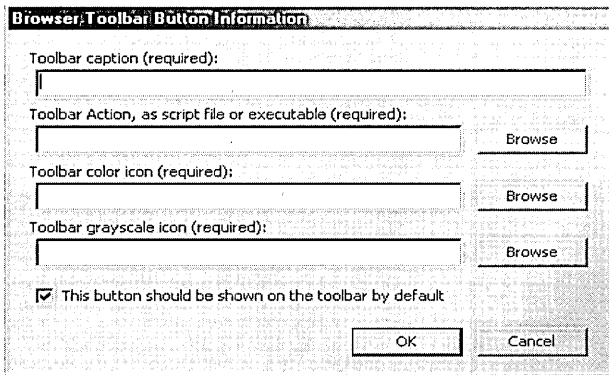 Browser Toolbar Button Information
Toolbar caption (required):
Toolbar Action, as script file or executable (required):
Browse
Toolbar color icon (required):
Browse
Toolbar grayscale icon (required):
Browse
This button should be shown on the toolbar by default
OK Cancel